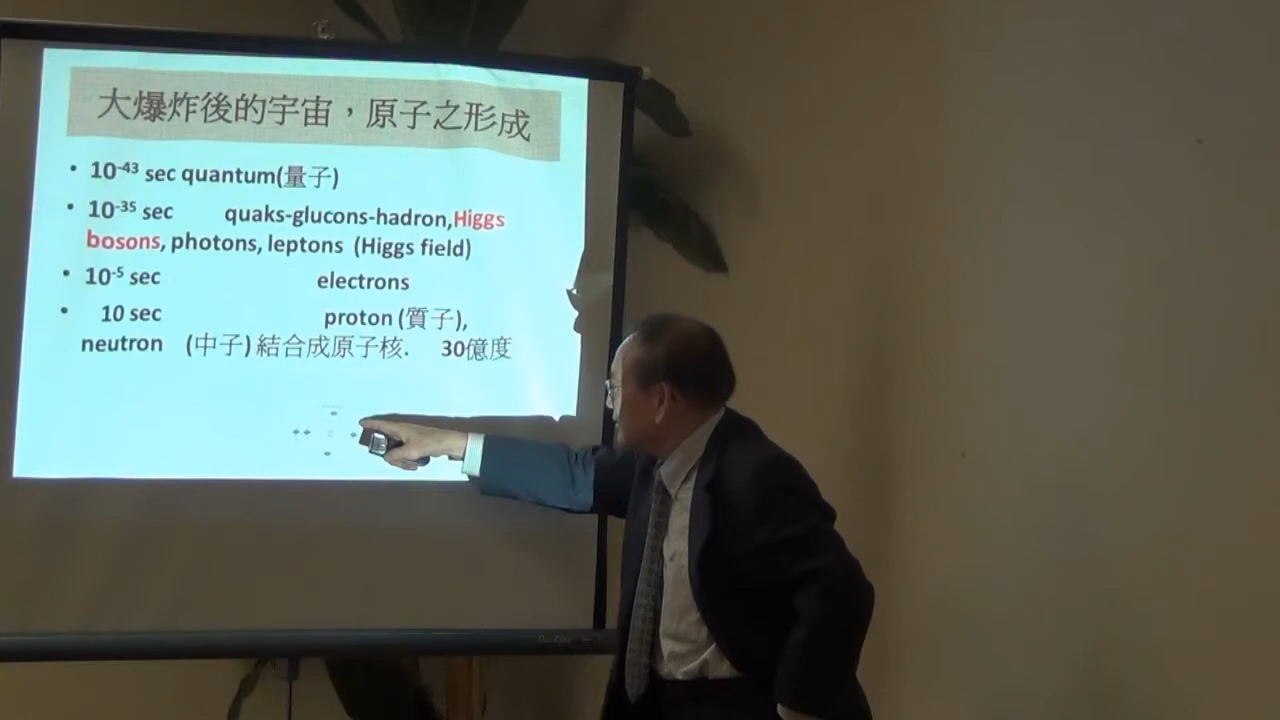 大爆炸後的宇宙，原子之形成
• 10-43 sec quantum(量子)
• 10-35 sec quaks-glucons-hadron,Higgs
bosons, photons, leptons (Higgs field)
• 10-5 sec electrons
• 10 sec proton (質子),
neutron (中子) 結合成原子核. 30億度